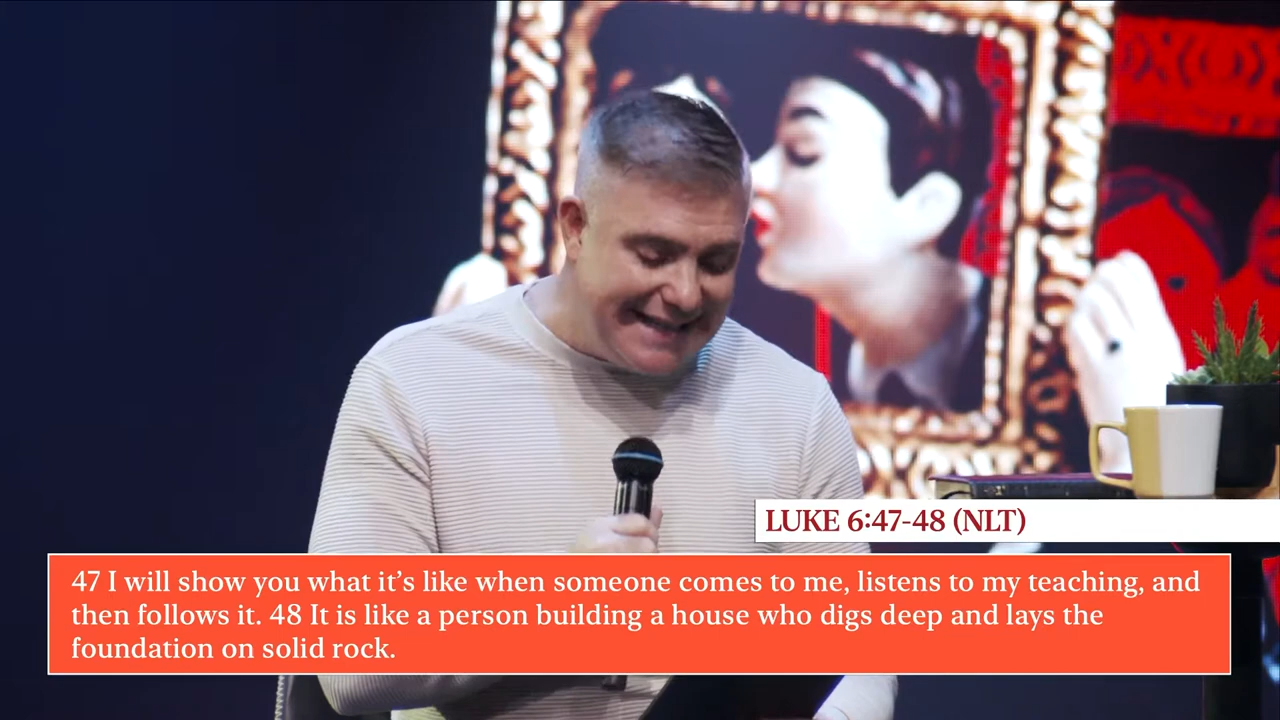 LUKE 6:47-48 (NLT)
47 I will show you what it’s like when someone comes to me, listens to my teaching, and
then follows it. 48 It is like a person building a house who digs deep and lays the
foundation on solid rock.